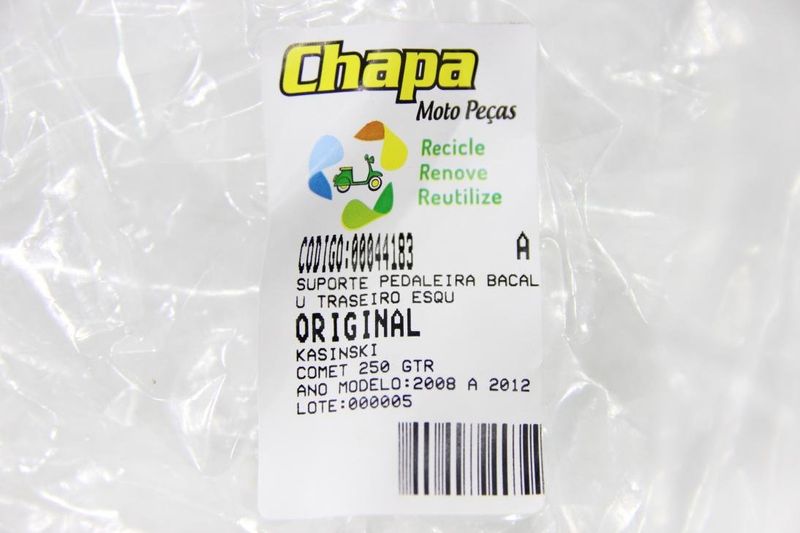 Chapa
Moto Peças
Recicle
Renove
Reutilize
CODIGO:00044183 A
SUPORTE PEDALEIRA BACAL
U TRASEIRO ESQU
ORIGINAL
KASINSKI
COMET 250 GTR
ANO MODELO:2008 A 2012
LOTE:000005